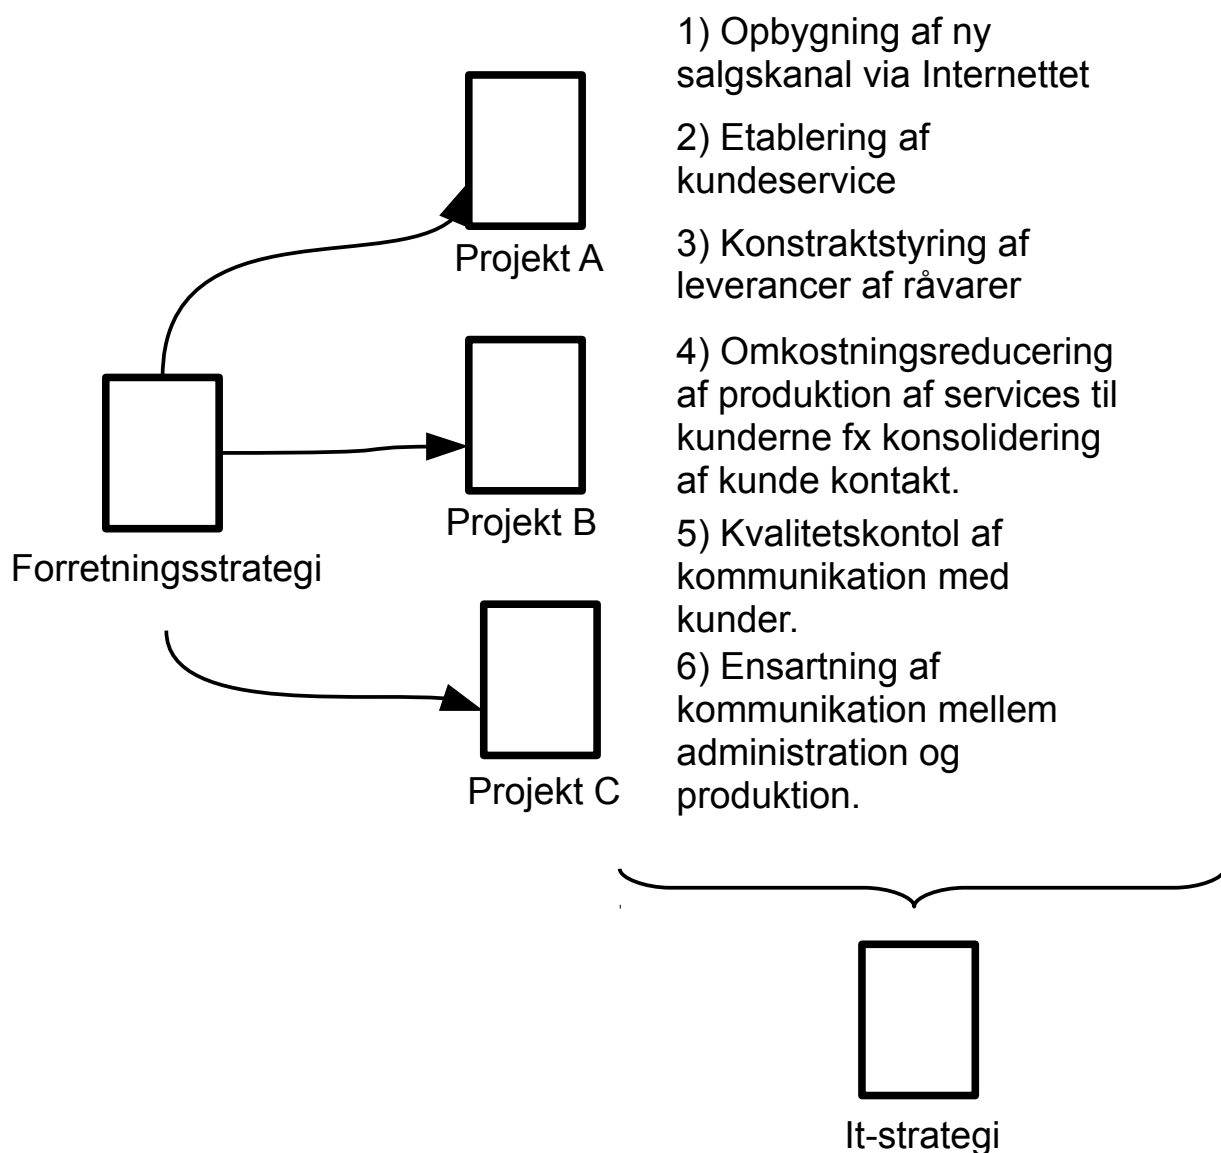 Forretningsstrategi
Projekt A
Projekt B
Projekt C
1) Opbygning af ny
salgskanal via Internettet
2) Etablering af
kundeservice
3) Konstraktstyring af
leverancer af råvarer
4) Omkostningsreducering
af produktion af services til
kunderne fx konsolidering
af kunde kontakt.
5) Kvalitetskontol af
kommunikation med
kunder.
6) Ensartning af
kommunikation mellem
administration og
produktion.
It-strategi